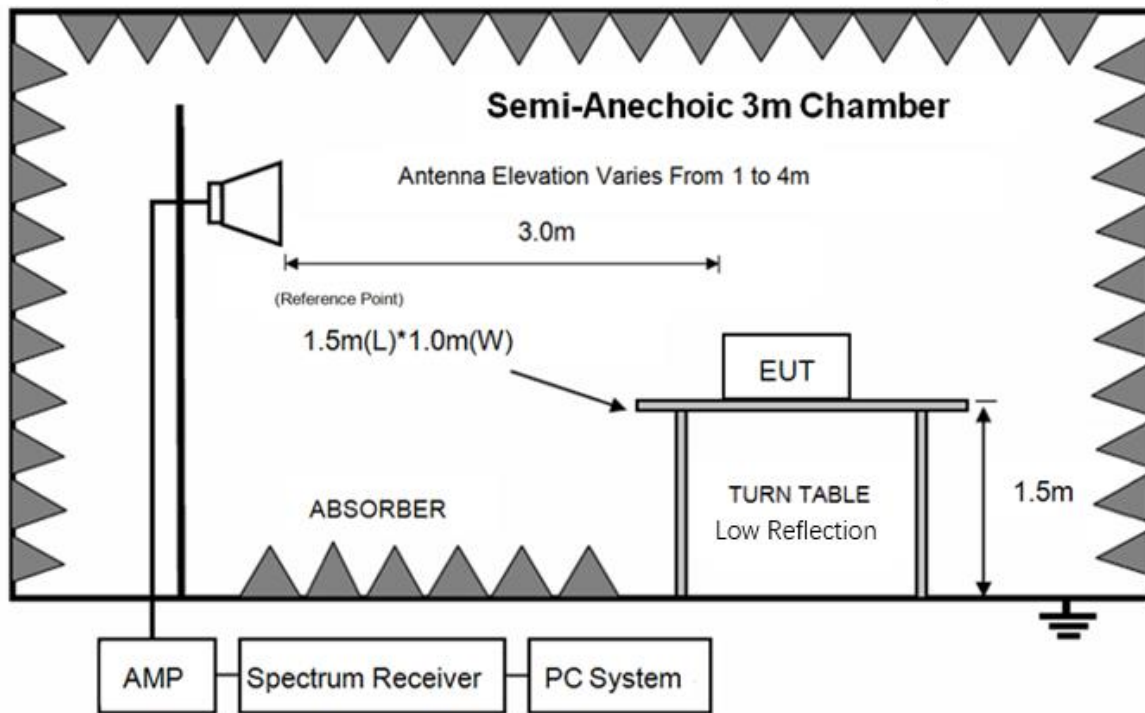 Semi-Anechoic 3m Chamber
Antenna Elevation Varies From 1 to 4m
3.0m
(Reference Point)
1.5m(L)*1.0m(W)
EUT
1.5m
TURN TABLE
Low Reflection
ABSORBER
AMP
Spectrum Receiver
PC System